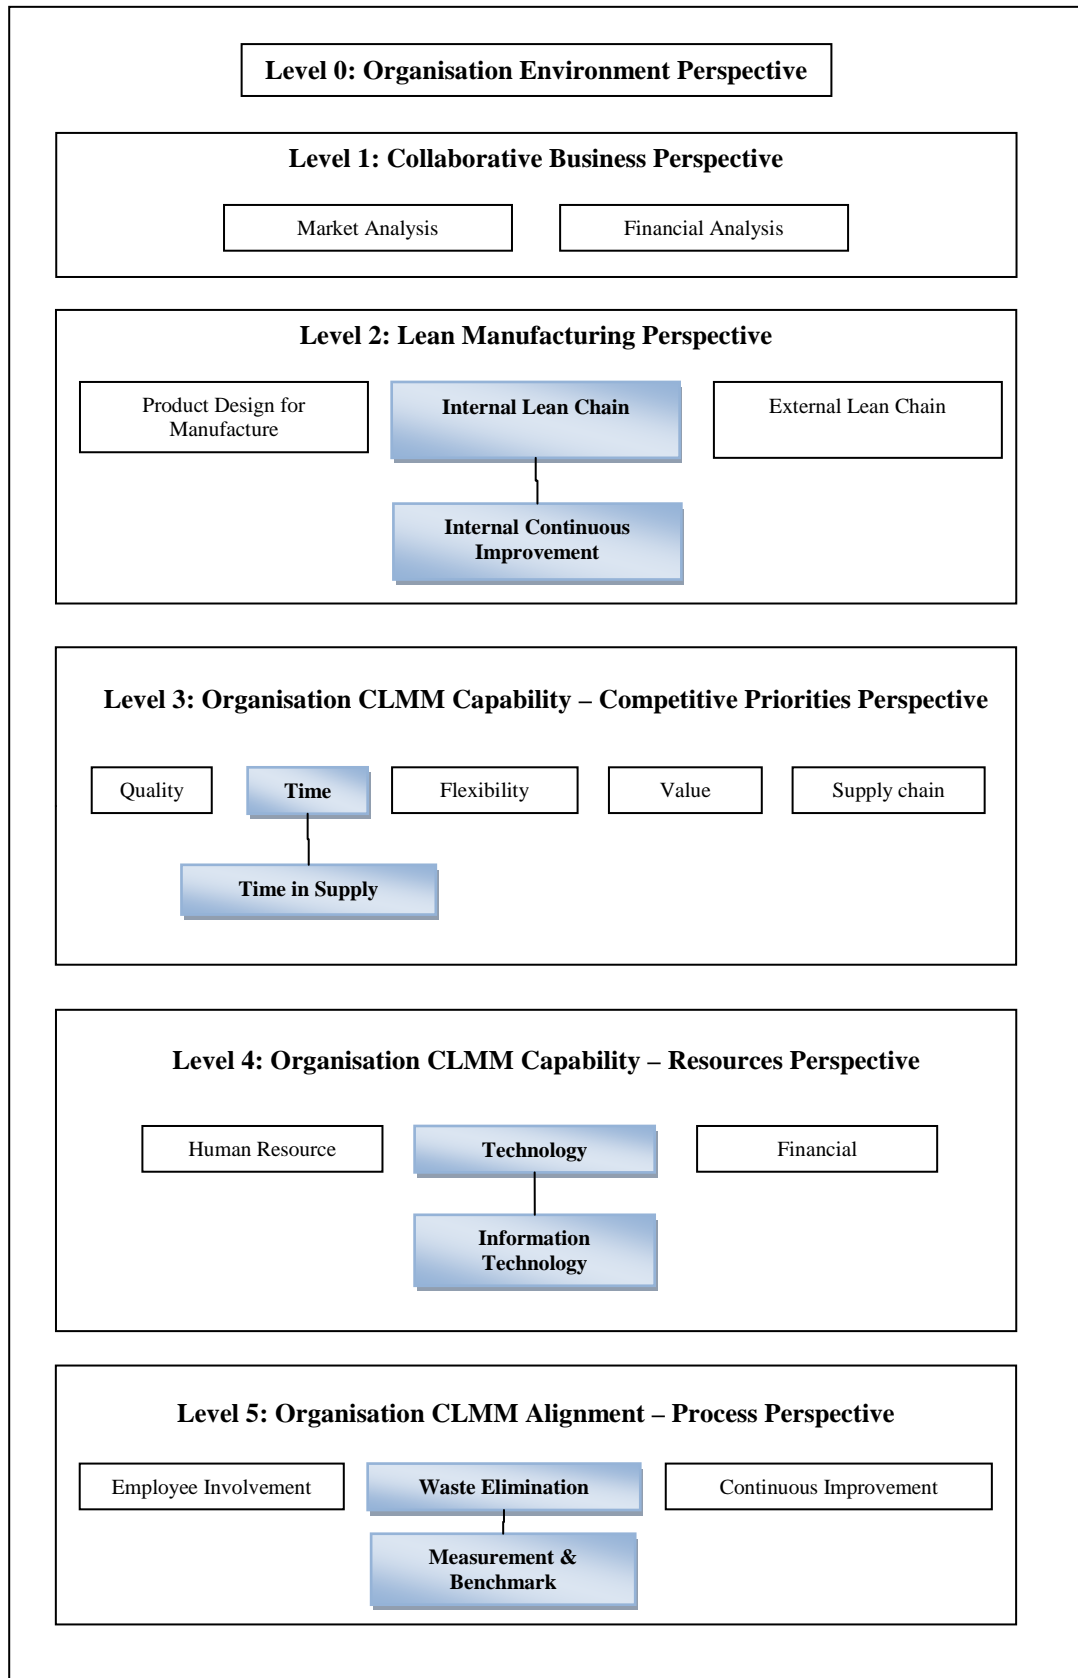 Level 0: Organisation Environment Perspective
Level 1: Collaborative Business Perspective
Market Analysis
Financial Analysis
Level 2: Lean Manufacturing Perspective
Product Design for
Manufacture
Internal Lean Chain
External Lean Chain
Internal Continuous
Improvement
Level 3: Organisation CLMM Capability – Competitive Priorities Perspective
Quality
Time
Flexibility
Value
Supply chain
Time in Supply
Level 4: Organisation CLMM Capability – Resources Perspective
Human Resource
Technology
Financial
Information
Technology
Level 5: Organisation CLMM Alignment – Process Perspective
Employee Involvement
Waste Elimination
Continuous Improvement
Measurement &
Benchmark